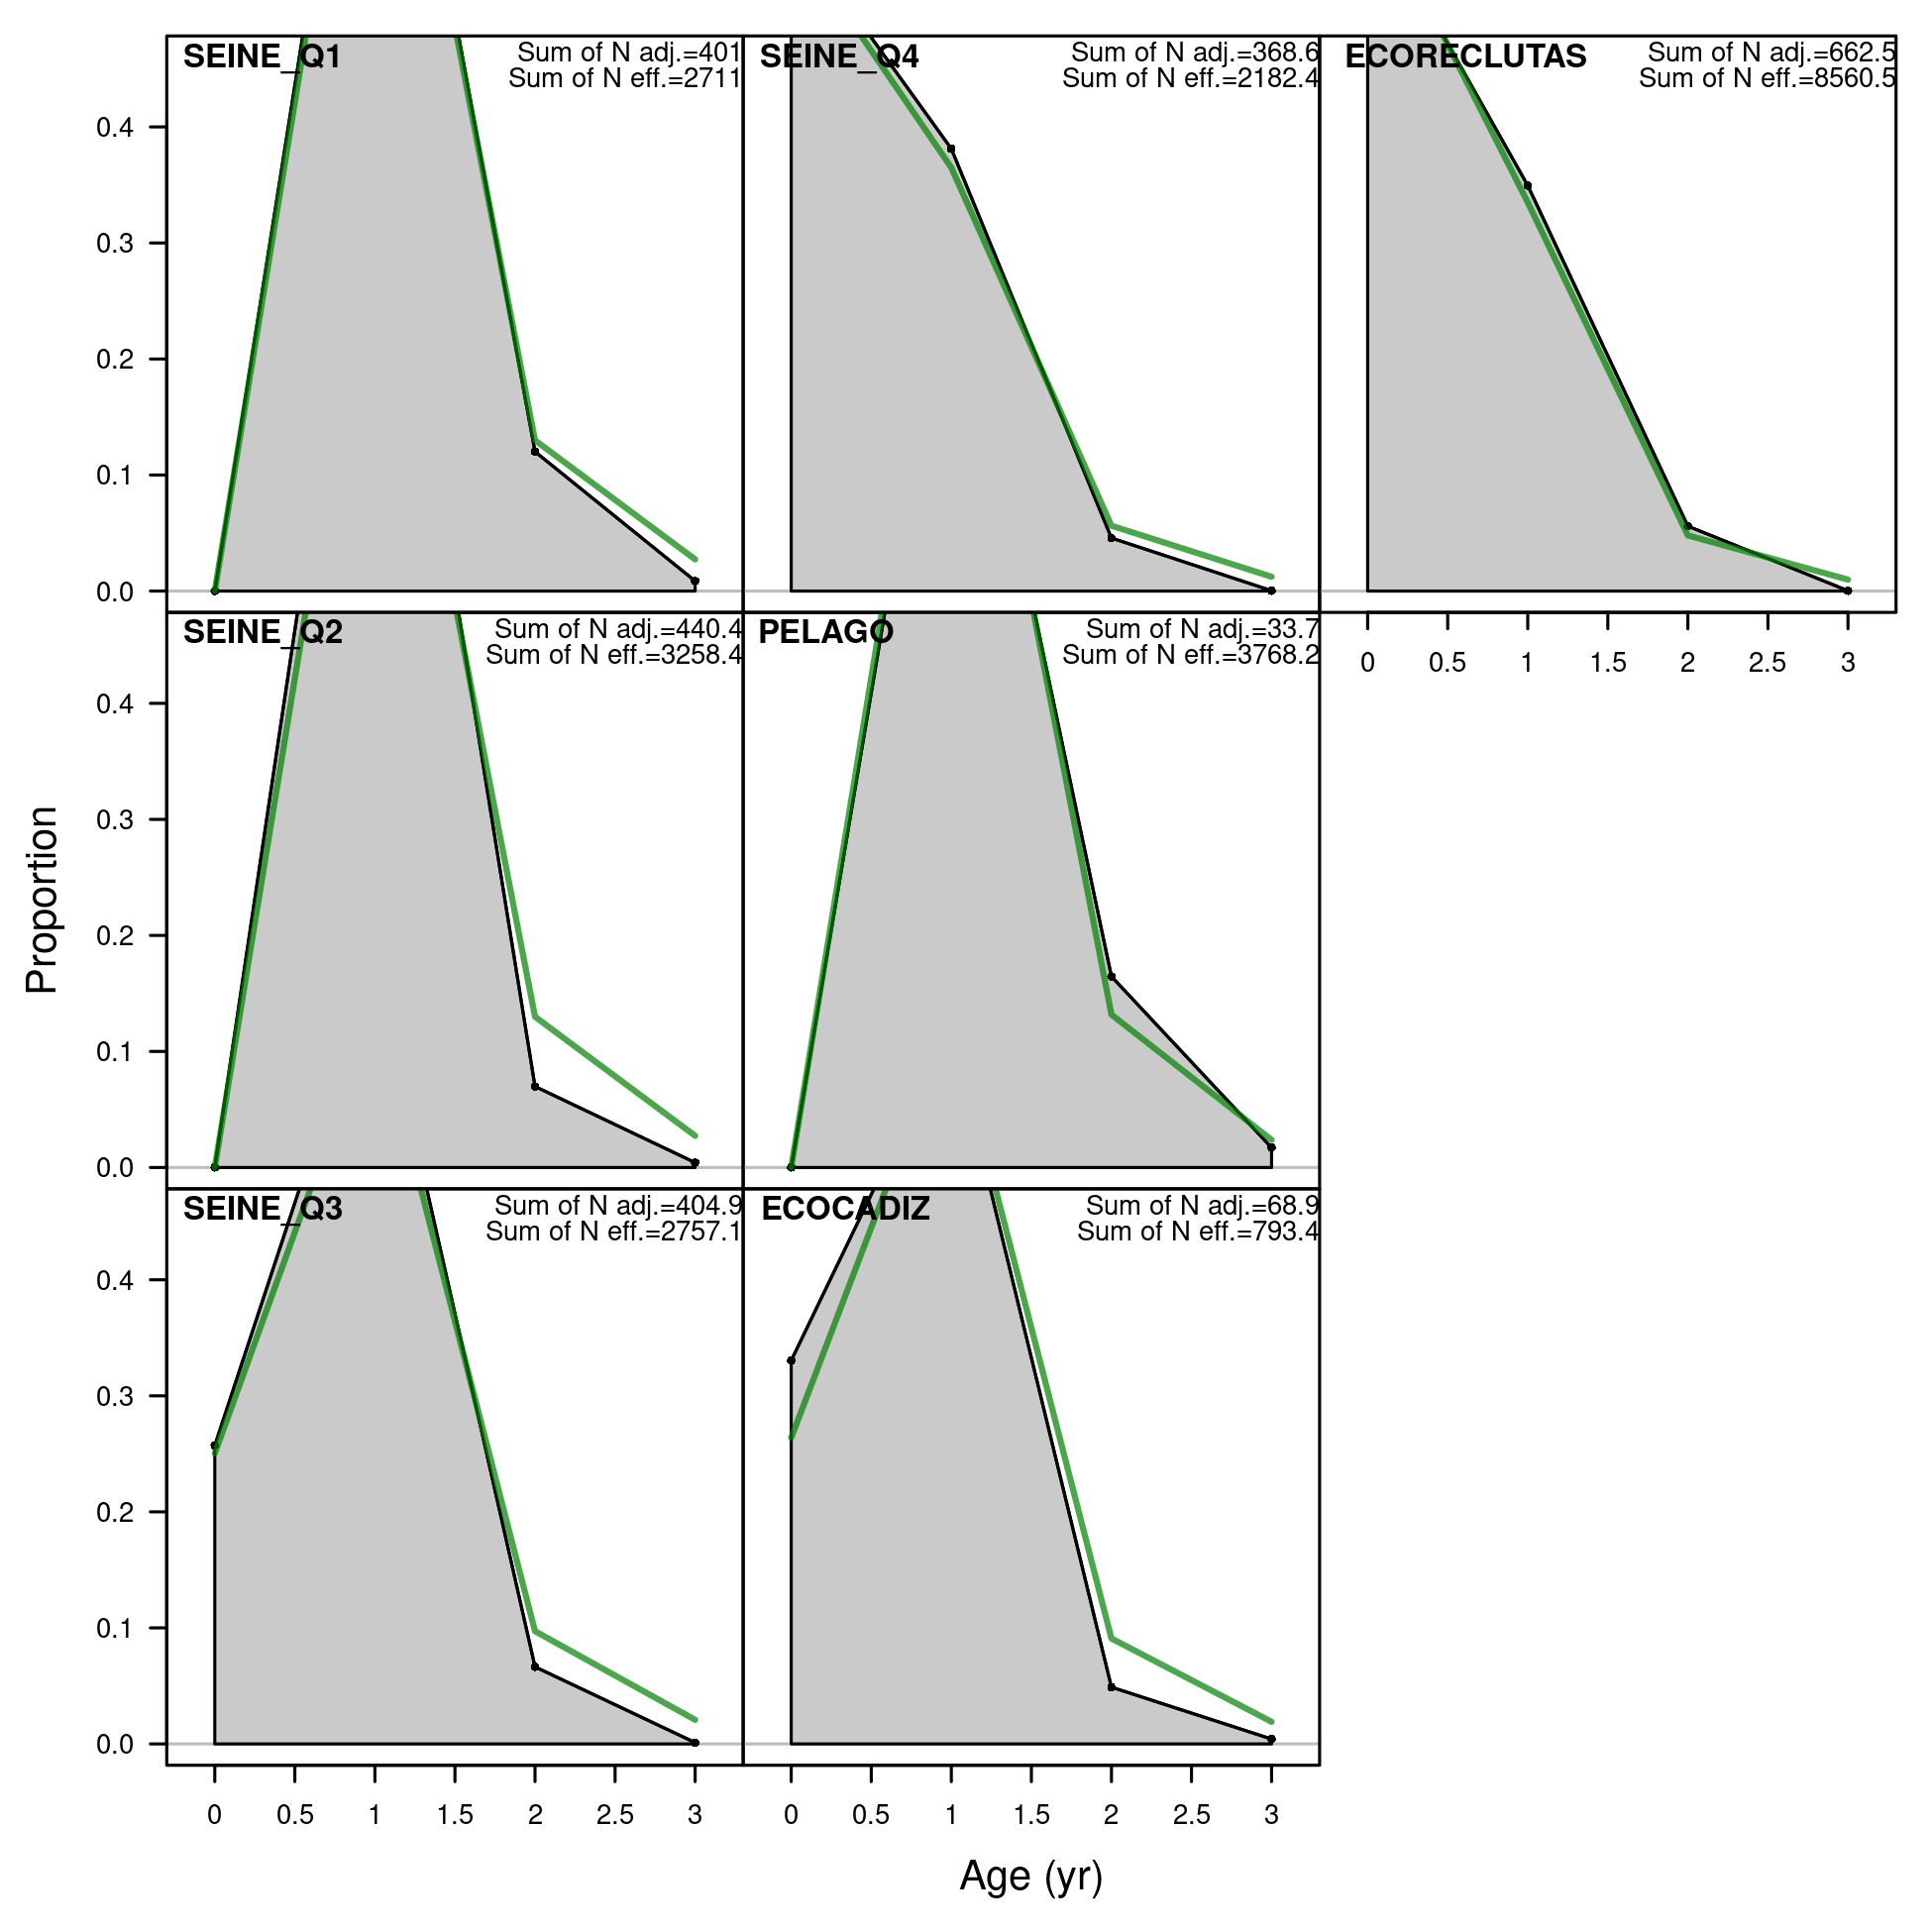 SEINE_Q1
Sum of N adj.=401
Sum of N eff.=2711
SEINE_Q4
Sum of N adj.=368.6
Sum of N eff.=2182.4
ECORECLUTAS
Sum of N adj.=662.5
Sum of N eff.=8560.5
0.4
0.3
0.2
0.1
0.0
0 0.5 1 1.5 2 2.5 3
SEINE_Q2
Sum of N adj.=440.4
Sum of N eff.=3258.4
PELAGO
Sum of N adj.=33.7
Sum of N eff.=3768.2
0.4
0.3
0.2
0.1
0.0
Proportion
SEINE_Q3
Sum of N adj.=404.9
Sum of N eff.=2757.1
ECOCADIZ
Sum of N adj.=68.9
Sum of N eff.=793.4
0.4
0.3
0.2
0.1
0.0
0 0.5 1 1.5 2 2.5 3
0 0.5 1 1.5 2 2.5 3
Age (yr)